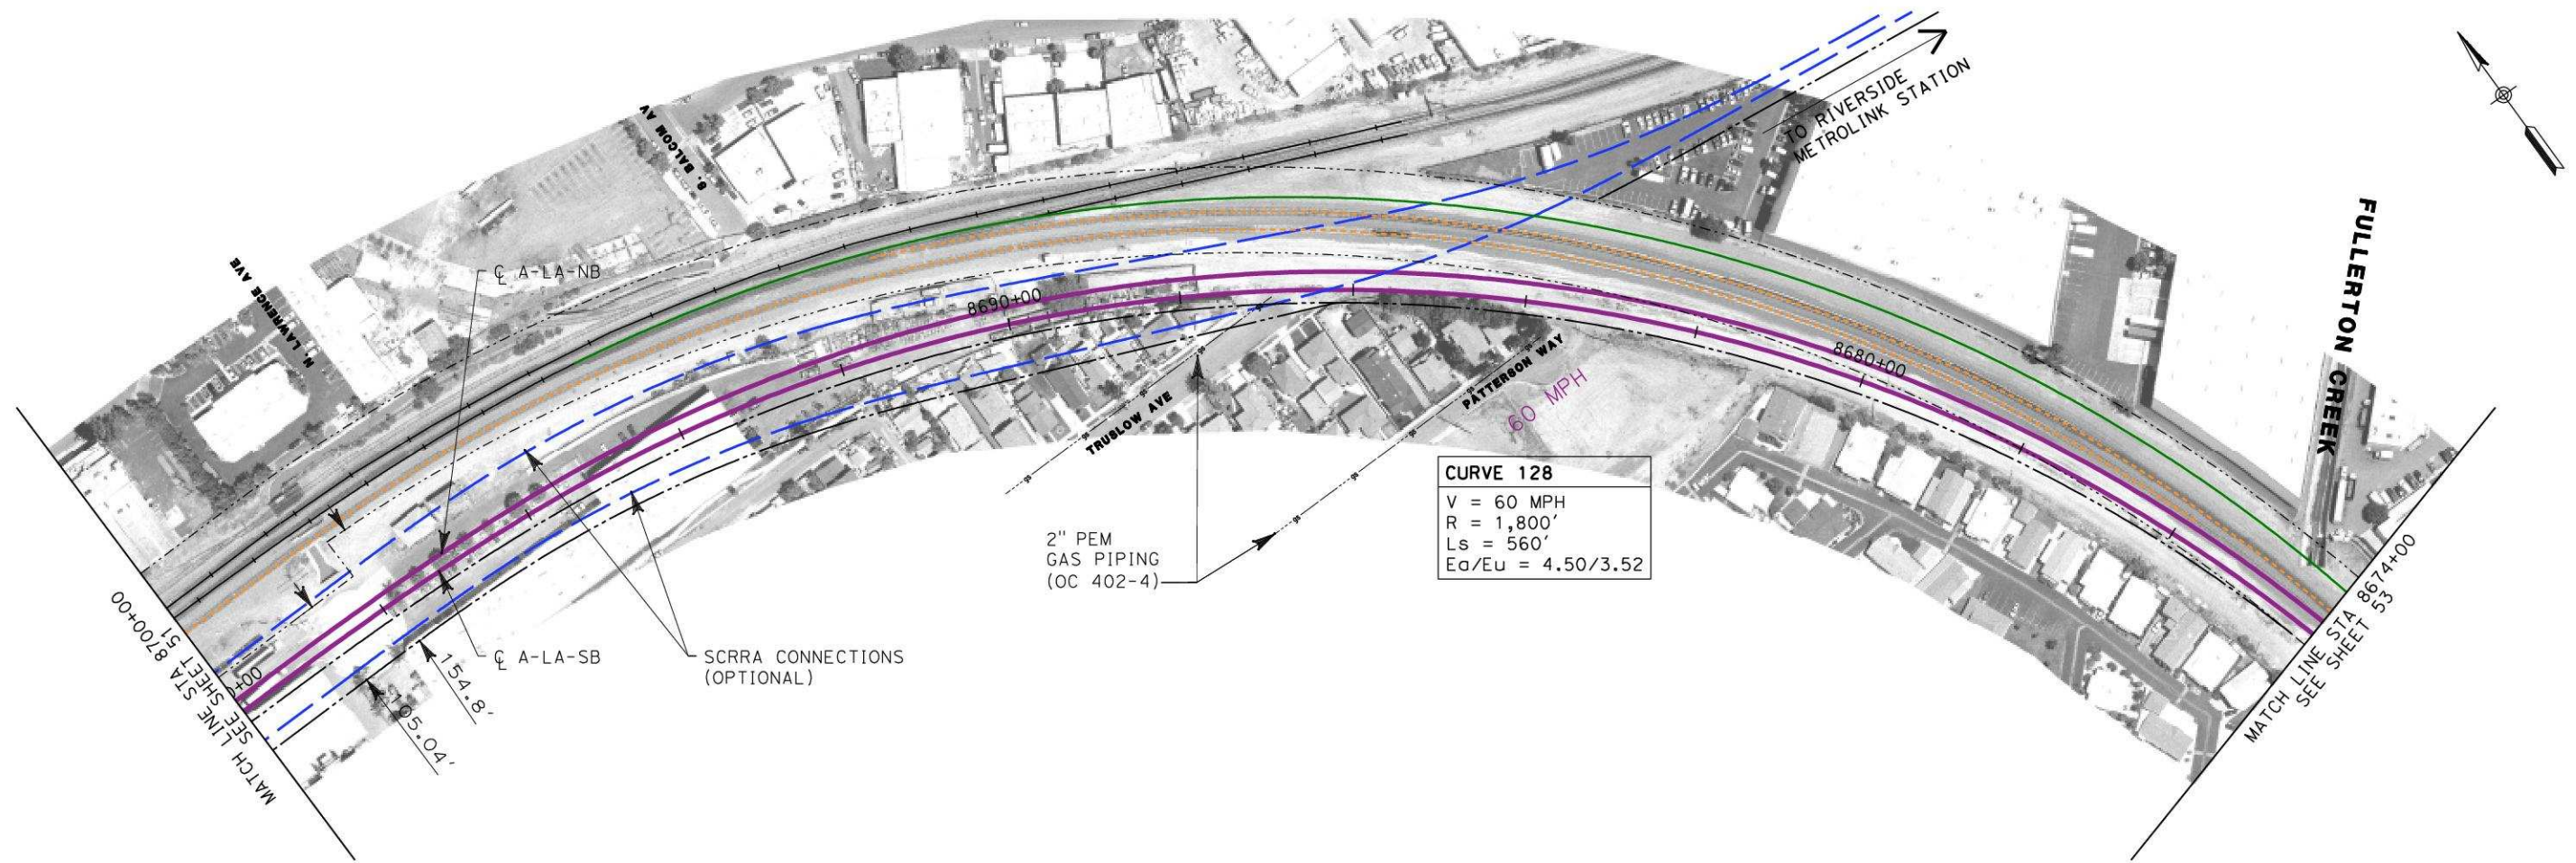 TO RIVERSIDE
METROLINK STATION
S. BALCOM AV
N. LAWRENCE AVE
FULLERTON CREEK
℄ A-LA-NB
8690+00
8680+00
TRUSLOW AVE
PATTERSON WAY
60 MPH
CURVE 128
V = 60 MPH
R = 1,800'
Ls = 560'
Ea/Eu = 4.50/3.52
2" PEM
GAS PIPING
(OC 402-4)
℄ A-LA-SB
SCRRA CONNECTIONS
(OPTIONAL)
154.8'
105.04'
MATCH LINE STA 8700+00
SEE SHEET 51
0+00
MATCH LINE STA 8674+00
SEE SHEET 53